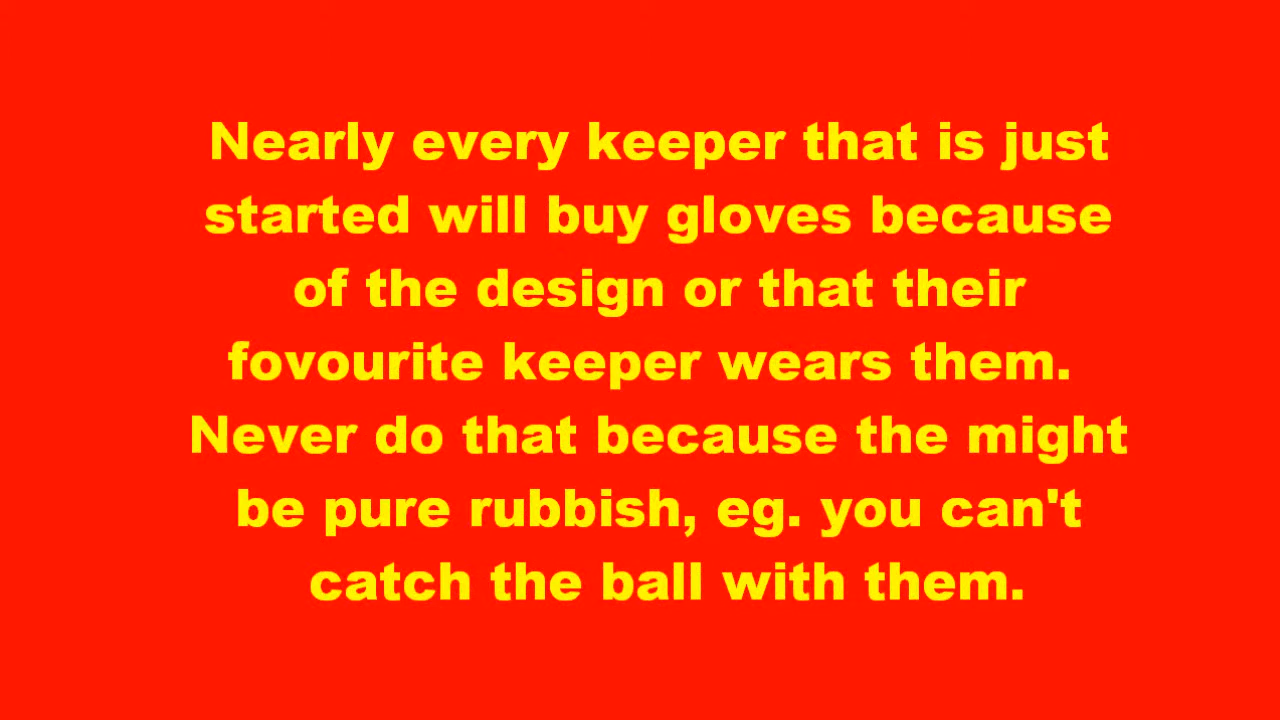 Nearly every keeper that is just
started will buy gloves because
of the design or that their
fovourite keeper wears them.
Never do that because the might
be pure rubbish, eg. you can't
catch the ball with them.